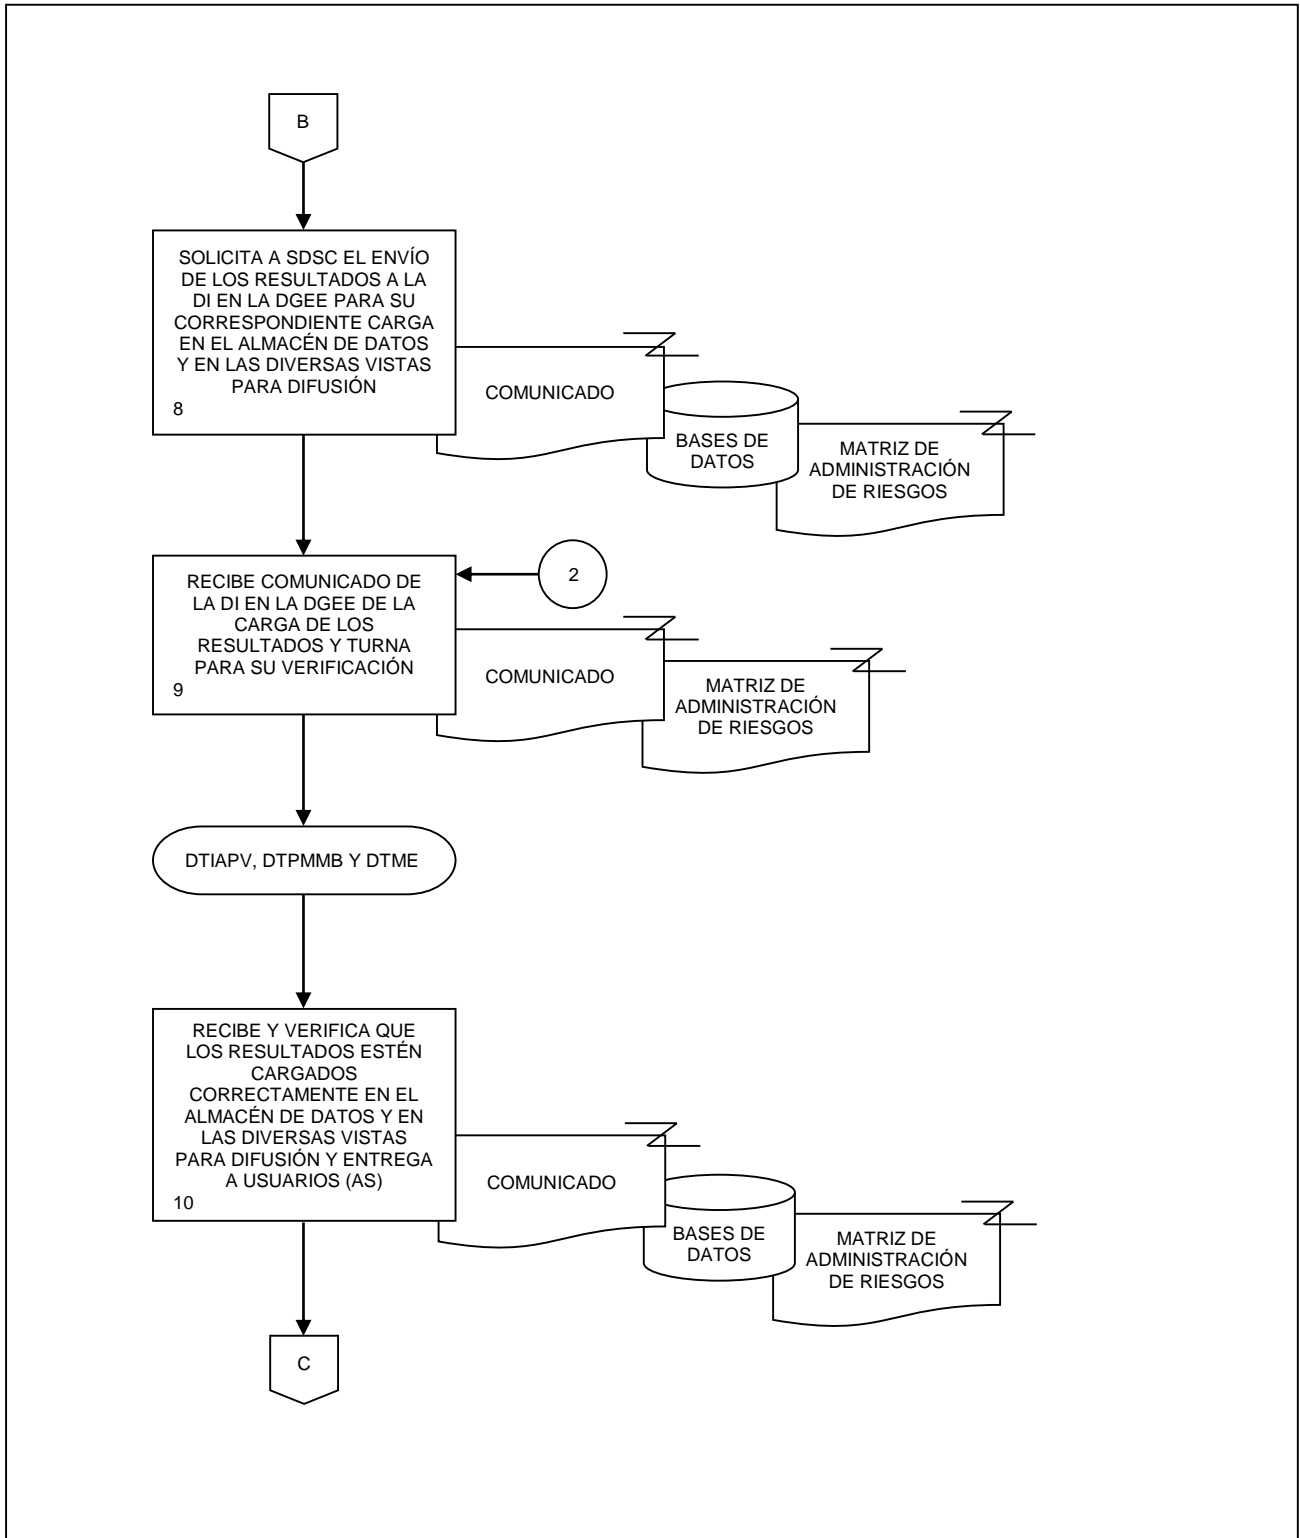 B
SOLICITA A SDSC EL ENVÍO
DE LOS RESULTADOS A LA
DI EN LA DGEE PARA SU
CORRESPONDIENTE CARGA
EN EL ALMACÉN DE DATOS
Y EN LAS DIVERSAS VISTAS
PARA DIFUSIÓN
8
COMUNICADO
BASES DE
DATOS
MATRIZ DE
ADMINISTRACIÓN
DE RIESGOS
2
RECIBE COMUNICADO DE
LA DI EN LA DGEE DE LA
CARGA DE LOS
RESULTADOS Y TURNA
PARA SU VERIFICACIÓN
9
COMUNICADO
MATRIZ DE
ADMINISTRACIÓN
DE RIESGOS
DTIAPV, DTPMMB Y DTME
RECIBE Y VERIFICA QUE
LOS RESULTADOS ESTÉN
CARGADOS
CORRECTAMENTE EN EL
ALMACÉN DE DATOS Y EN
LAS DIVERSAS VISTAS
PARA DIFUSIÓN Y ENTREGA
A USUARIOS (AS)
10
COMUNICADO
BASES DE
DATOS
MATRIZ DE
ADMINISTRACIÓN
DE RIESGOS
C